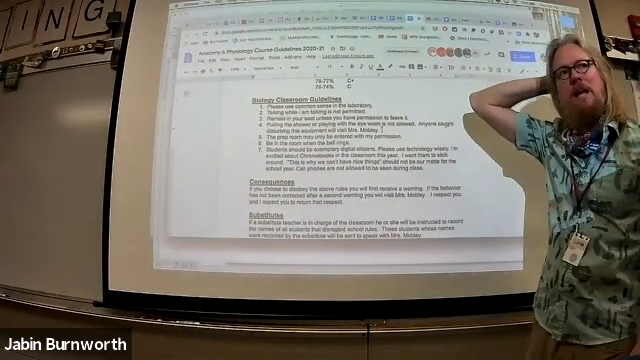 Anatomy & Physiology Course Guidelines 2020-21
79-77% C+
76-74% C
Biology Classroom Guidelines
1. Please use common sense in the laboratory.
2. Talking while I am talking is not permitted.
3. Remain in your seat unless you have permission to leave it.
4. Pulling the shower or playing with the eye wash is not allowed. Anyone caught
disturbing this equipment will visit Mrs. Mobley.
5. The prep room may only be entered with my permission.
6. Be in the room when the bell rings.
7. Students should be exemplary digital citizens. Please use technology wisely. I'm
excited about Chromebooks in the classroom this year. I want them to stick
around. "This is why we can't have nice things" should not be our motto for the
school year. Cell phones are not allowed to be seen during class.
Consequences
If you choose to disobey the above rules you will first receive a warning. If the behavior
has not been corrected after a second warning you will visit Mrs. Mobley. I respect you
and I expect you to return that respect.
Substitutes
If a substitute teacher is in charge of the classroom he or she will be instructed to record
the names of all students that disregard school rules. Those students whose names
were recorded by the substitute will be sent to speak with Mrs. Mobley.
Jabin Burnworth